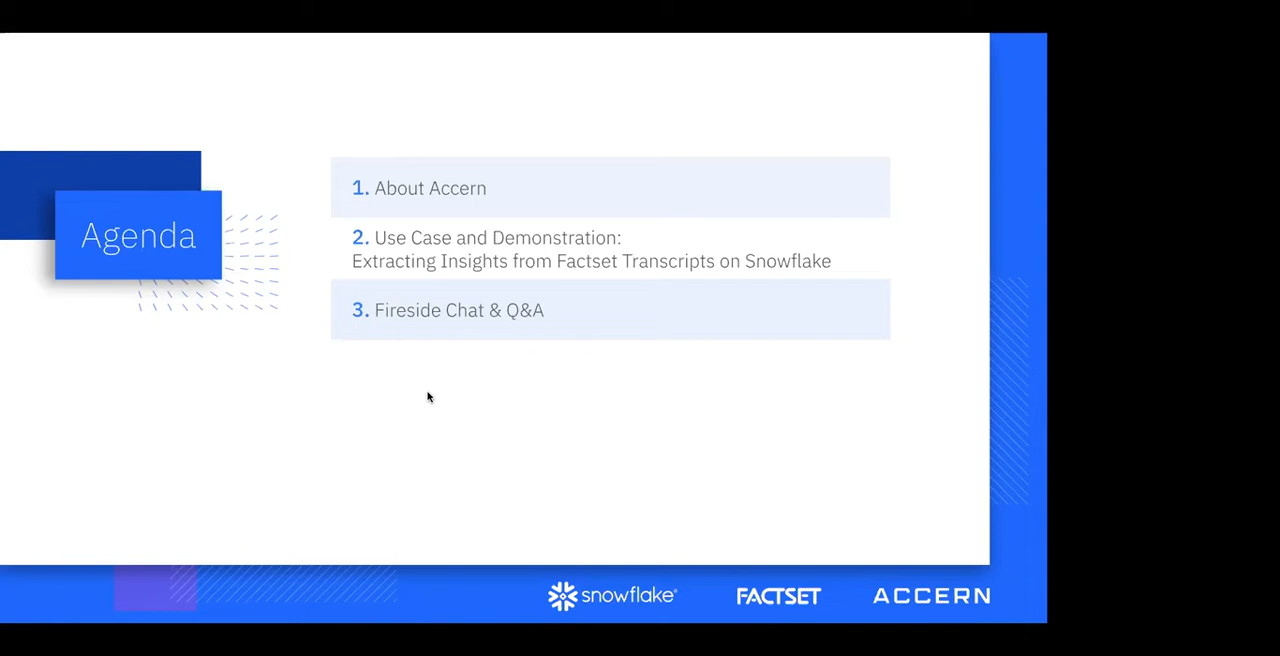 Agenda
1. About Accern
2. Use Case and Demonstration:
Extracting Insights from Factset Transcripts on Snowflake
3. Fireside Chat & Q&A
snowflake®
FACTSET
ACCERN